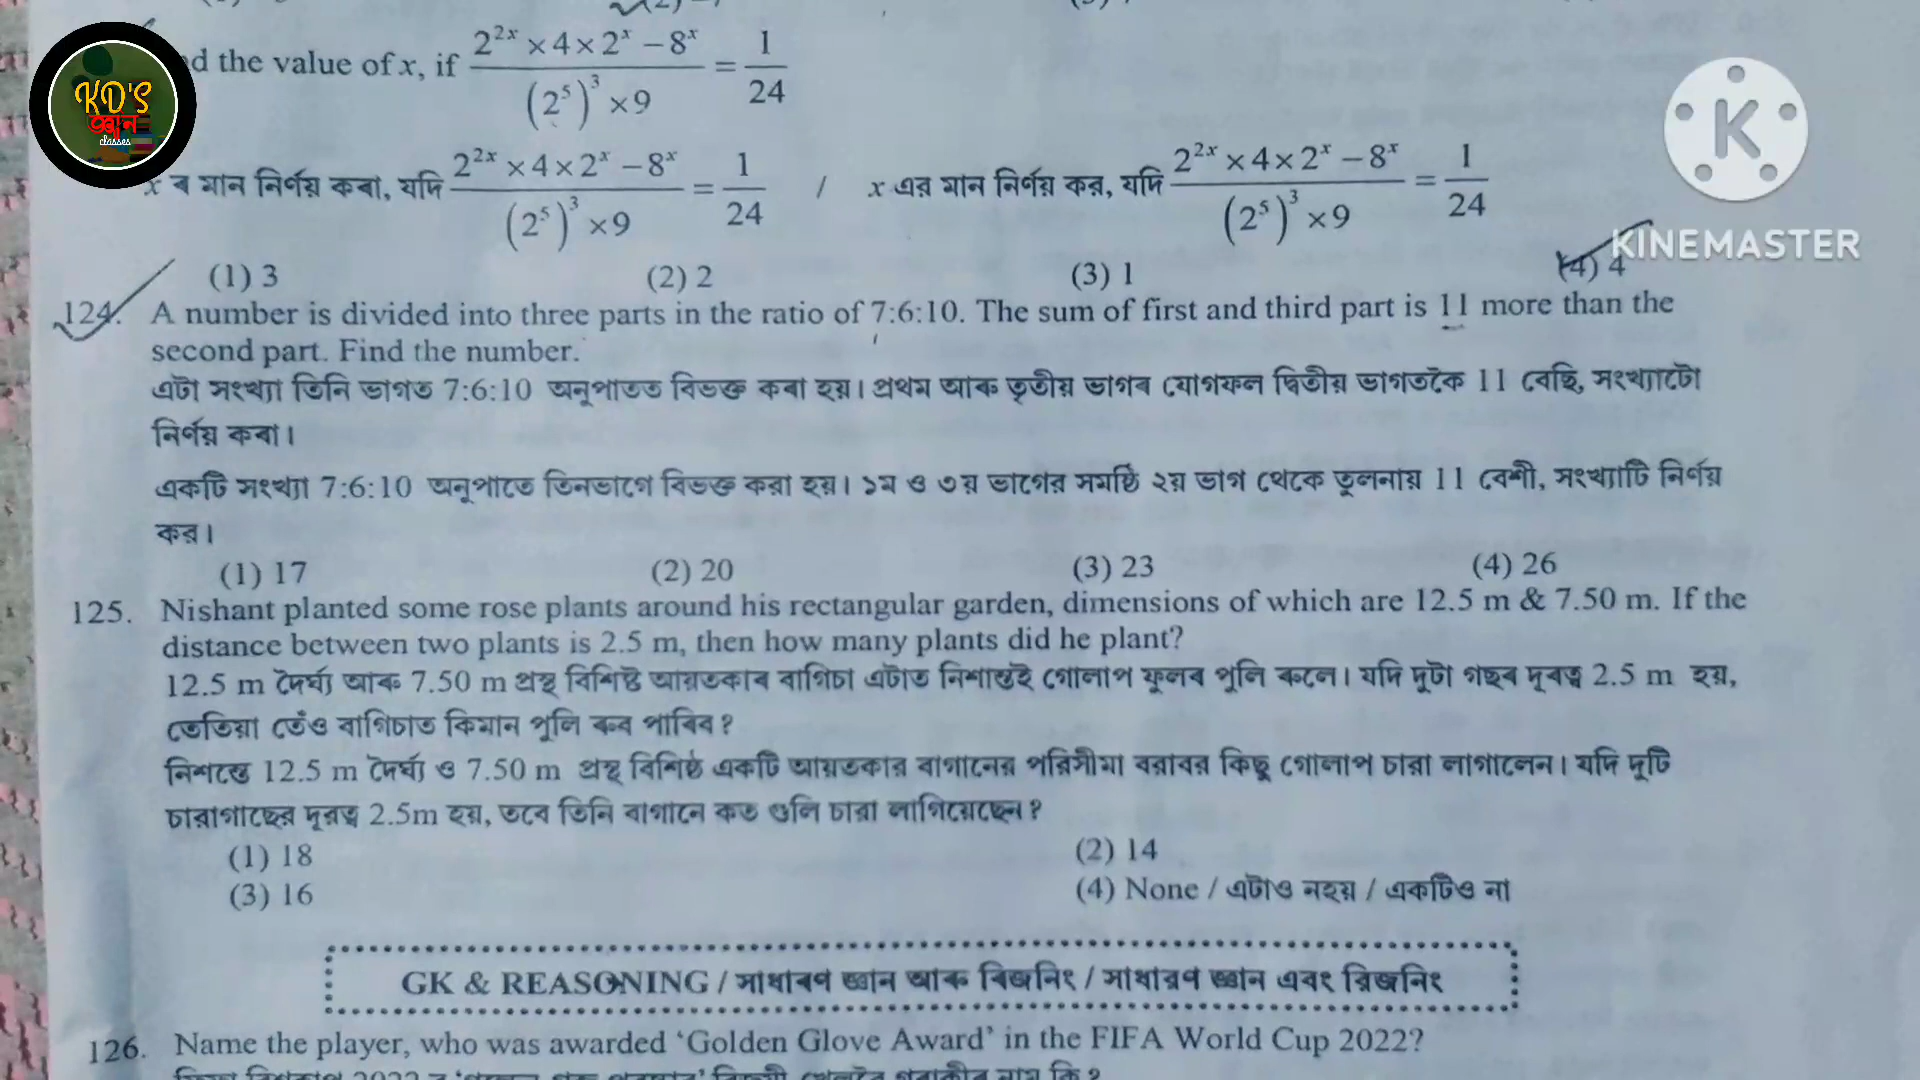 d the value of x, if (2^{2x} × 4 × 2^x − 8^x) / ((2^5)^3 × 9) = 1/24
KD'S
জ্ঞান
classes
x ৰ মান নিৰ্ণয় কৰা, যদি (2^{2x} × 4 × 2^x − 8^x) / ((2^5)^3 × 9) = 1/24 / x এর মান নির্ণয় কর, যদি (2^{2x} × 4 × 2^x − 8^x) / ((2^5)^3 × 9) = 1/24
K
KINEMASTER
(1) 3 (2) 2 (3) 1 (4) 4
124. A number is divided into three parts in the ratio of 7:6:10. The sum of first and third part is 11 more than the
second part. Find the number.
এটা সংখ্যা তিনি ভাগত 7:6:10 অনুপাতত বিভক্ত কৰা হয়। প্ৰথম আৰু তৃতীয় ভাগৰ যোগফল দ্বিতীয় ভাগতকৈ 11 বেছি, সংখ্যাটো
নিৰ্ণয় কৰা।
একটি সংখ্যা 7:6:10 অনুপাতে তিনভাগে বিভক্ত করা হয়। ১ম ও ৩য় ভাগের সমষ্টি ২য় ভাগ থেকে তুলনায় 11 বেশী, সংখ্যাটি নির্ণয়
কর।
(1) 17 (2) 20 (3) 23 (4) 26
125. Nishant planted some rose plants around his rectangular garden, dimensions of which are 12.5 m & 7.50 m. If the
distance between two plants is 2.5 m, then how many plants did he plant?
12.5 m দৈৰ্ঘ্য আৰু 7.50 m প্ৰস্থ বিশিষ্ট আয়তকাৰ বাগিচা এটাত নিশান্তই গোলাপ ফুলৰ পুলি ৰুলে। যদি দুটা গছৰ দূৰত্ব 2.5 m হয়,
তেতিয়া তেওঁ বাগিচাত কিমান পুলি ৰুব পাৰিব?
নিশান্তে 12.5 m দৈর্ঘ্য ও 7.50 m প্রস্থ বিশিষ্ঠ একটি আয়তকার বাগানের পরিসীমা বরাবর কিছু গোলাপ চারা লাগালেন। যদি দূটি
চারাগাছের দূরত্ব 2.5m হয়, তবে তিনি বাগানে কত গুলি চারা লাগিয়েছেন?
(1) 18 (2) 14
(3) 16 (4) None / এটাও নহয় / একটিও না
GK & REASONING / সাধাৰণ জ্ঞান আৰু ৰিজনিং / সাধারণ জ্ঞান এবং রিজনিং
126. Name the player, who was awarded ‘Golden Glove Award’ in the FIFA World Cup 2022?